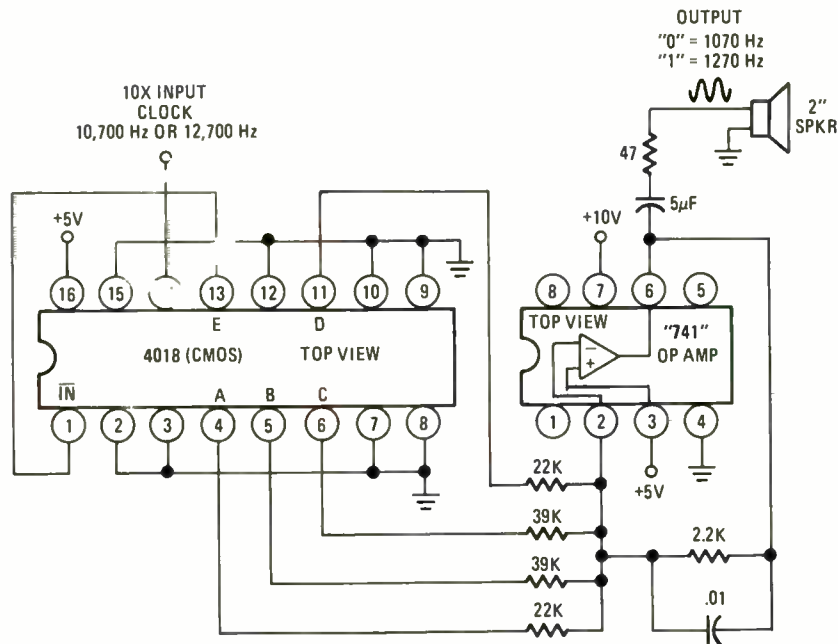 OUTPUT
"0" = 1070 Hz
"1" = 1270 Hz
2"
SPKR
10X INPUT
CLOCK
10,700 Hz OR 12,700 Hz
47
5µF
+5V
+10V
16 15 13 12 11 10 9
E D
4018 (CMOS) TOP VIEW
IN̅ A B C
1 2 3 4 5 6 7 8
8 7 6 5
TOP VIEW
"741"
OP AMP
−
+
1 2 3 4
+5V
22K
39K
39K
22K
2.2K
.01